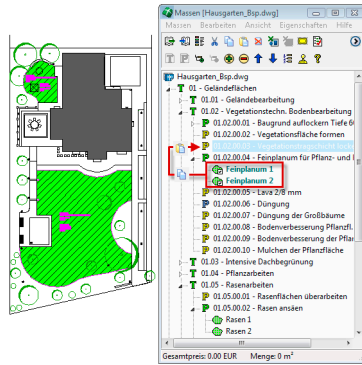 Massen [Hausgarten_Bsp.dwg]
Massen Bearbeiten Ansicht Eigenschaften Hilfe
Hausgarten_Bsp.dwg
T 01 - Geländeflächen
T 01.01 - Geländebearbeitung
T 01.02 - Vegetationstechn. Bodenbearbeitung
P 01.02.00.01 - Baugrund auflockern Tiefe
P 01.02.00.02 - Vegetationsfläche formen
P 01.02.00.03 - Vegetationstragschicht
P 01.02.00.04 - Feinplanum für Pflanz- und
Feinplanum 1
Feinplanum 2
P 01.02.00.05 - Lava 2/8 mm
P 01.02.00.06 - Düngung
P 01.02.00.07 - Düngung der Großbäume
P 01.02.00.08 - Bodenverbesserung Pflanzfl.
P 01.02.00.09 - Bodenverbesserung der Pflan
P 01.02.00.10 - Mulchen der Pflanzfläche
T 01.03 - Intensive Dachbegrünung
T 01.04 - Pflanzarbeiten
T 01.05 - Rasenarbeiten
P 01.05.00.01 - Rasenflächen überarbeiten
P 01.05.00.02 - Rasen ansäen
Rasen 1
Rasen 2
Gesamtpreis: 0.00 EUR Menge: 0 m²